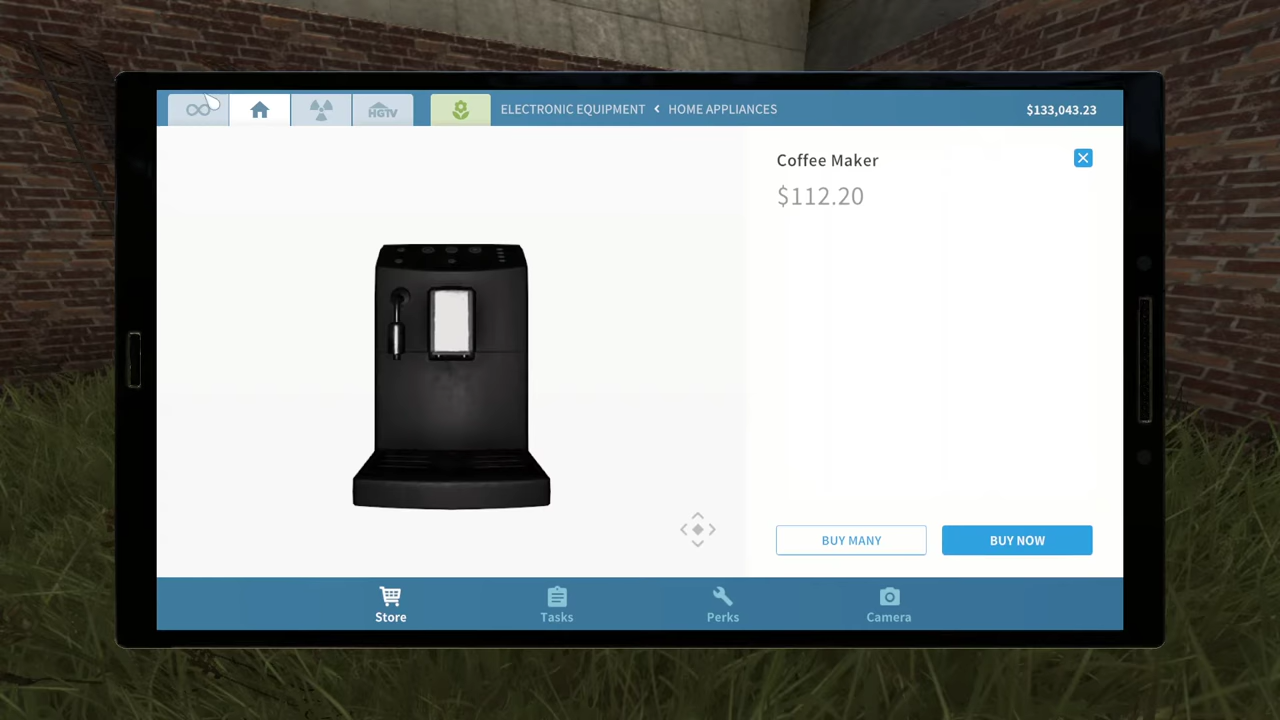 HGTV
ELECTRONIC EQUIPMENT < HOME APPLIANCES
$133,043.23
Coffee Maker
$112.20
BUY MANY
BUY NOW
Store
Tasks
Perks
Camera